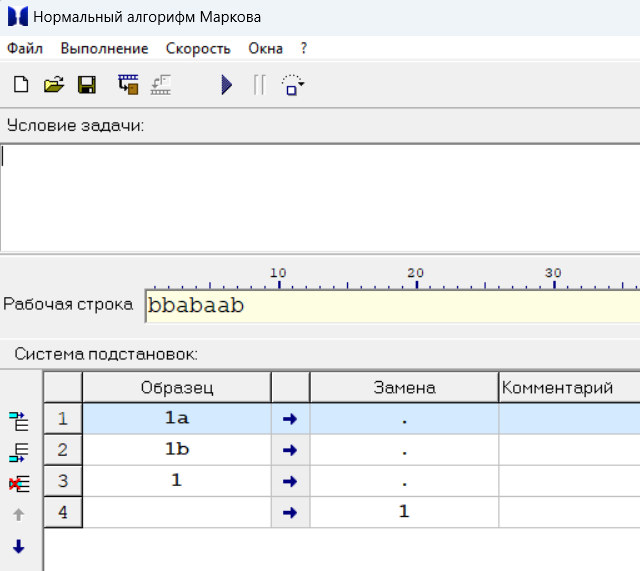 Нормальный алгорифм Маркова
Файл Выполнение Скорость Окна ?
Условие задачи:
10 20 30
Рабочая строка bbabaab
Система подстановок:
Образец Замена Комментарий
1 1a → .
2 1b → .
3 1 → .
4 → 1